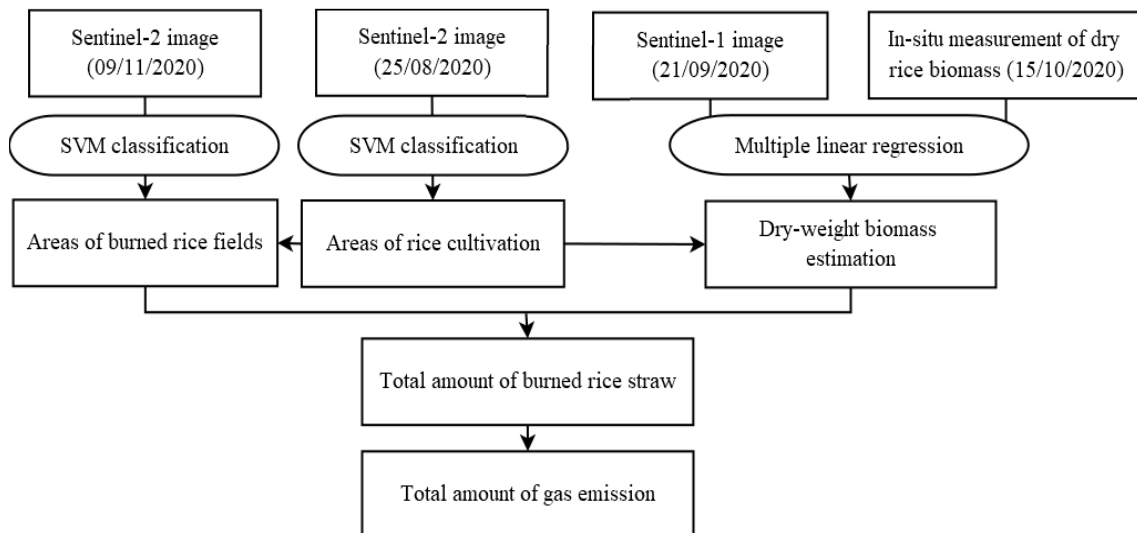 Sentinel-2 image
(09/11/2020)
Sentinel-2 image
(25/08/2020)
Sentinel-1 image
(21/09/2020)
In-situ measurement of dry
rice biomass (15/10/2020)
SVM classification
SVM classification
Multiple linear regression
Areas of burned rice fields
Areas of rice cultivation
Dry-weight biomass
estimation
Total amount of burned rice straw
Total amount of gas emission